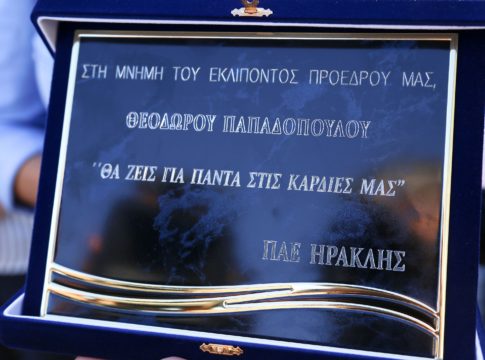 ΣΤΗ ΜΝΗΜΗ ΤΟΥ ΕΚΛΙΠΟΝΤΟΣ ΠΡΟΕΔΡΟΥ ΜΑΣ,
ΘΕΟΔΩΡΟΥ ΠΑΠΑΔΟΠΟΥΛΟΥ
"ΘΑ ΖΕΙΣ ΓΙΑ ΠΑΝΤΑ ΣΤΙΣ ΚΑΡΔΙΕΣ ΜΑΣ"
ΠΑΕ ΗΡΑΚΛΗΣ